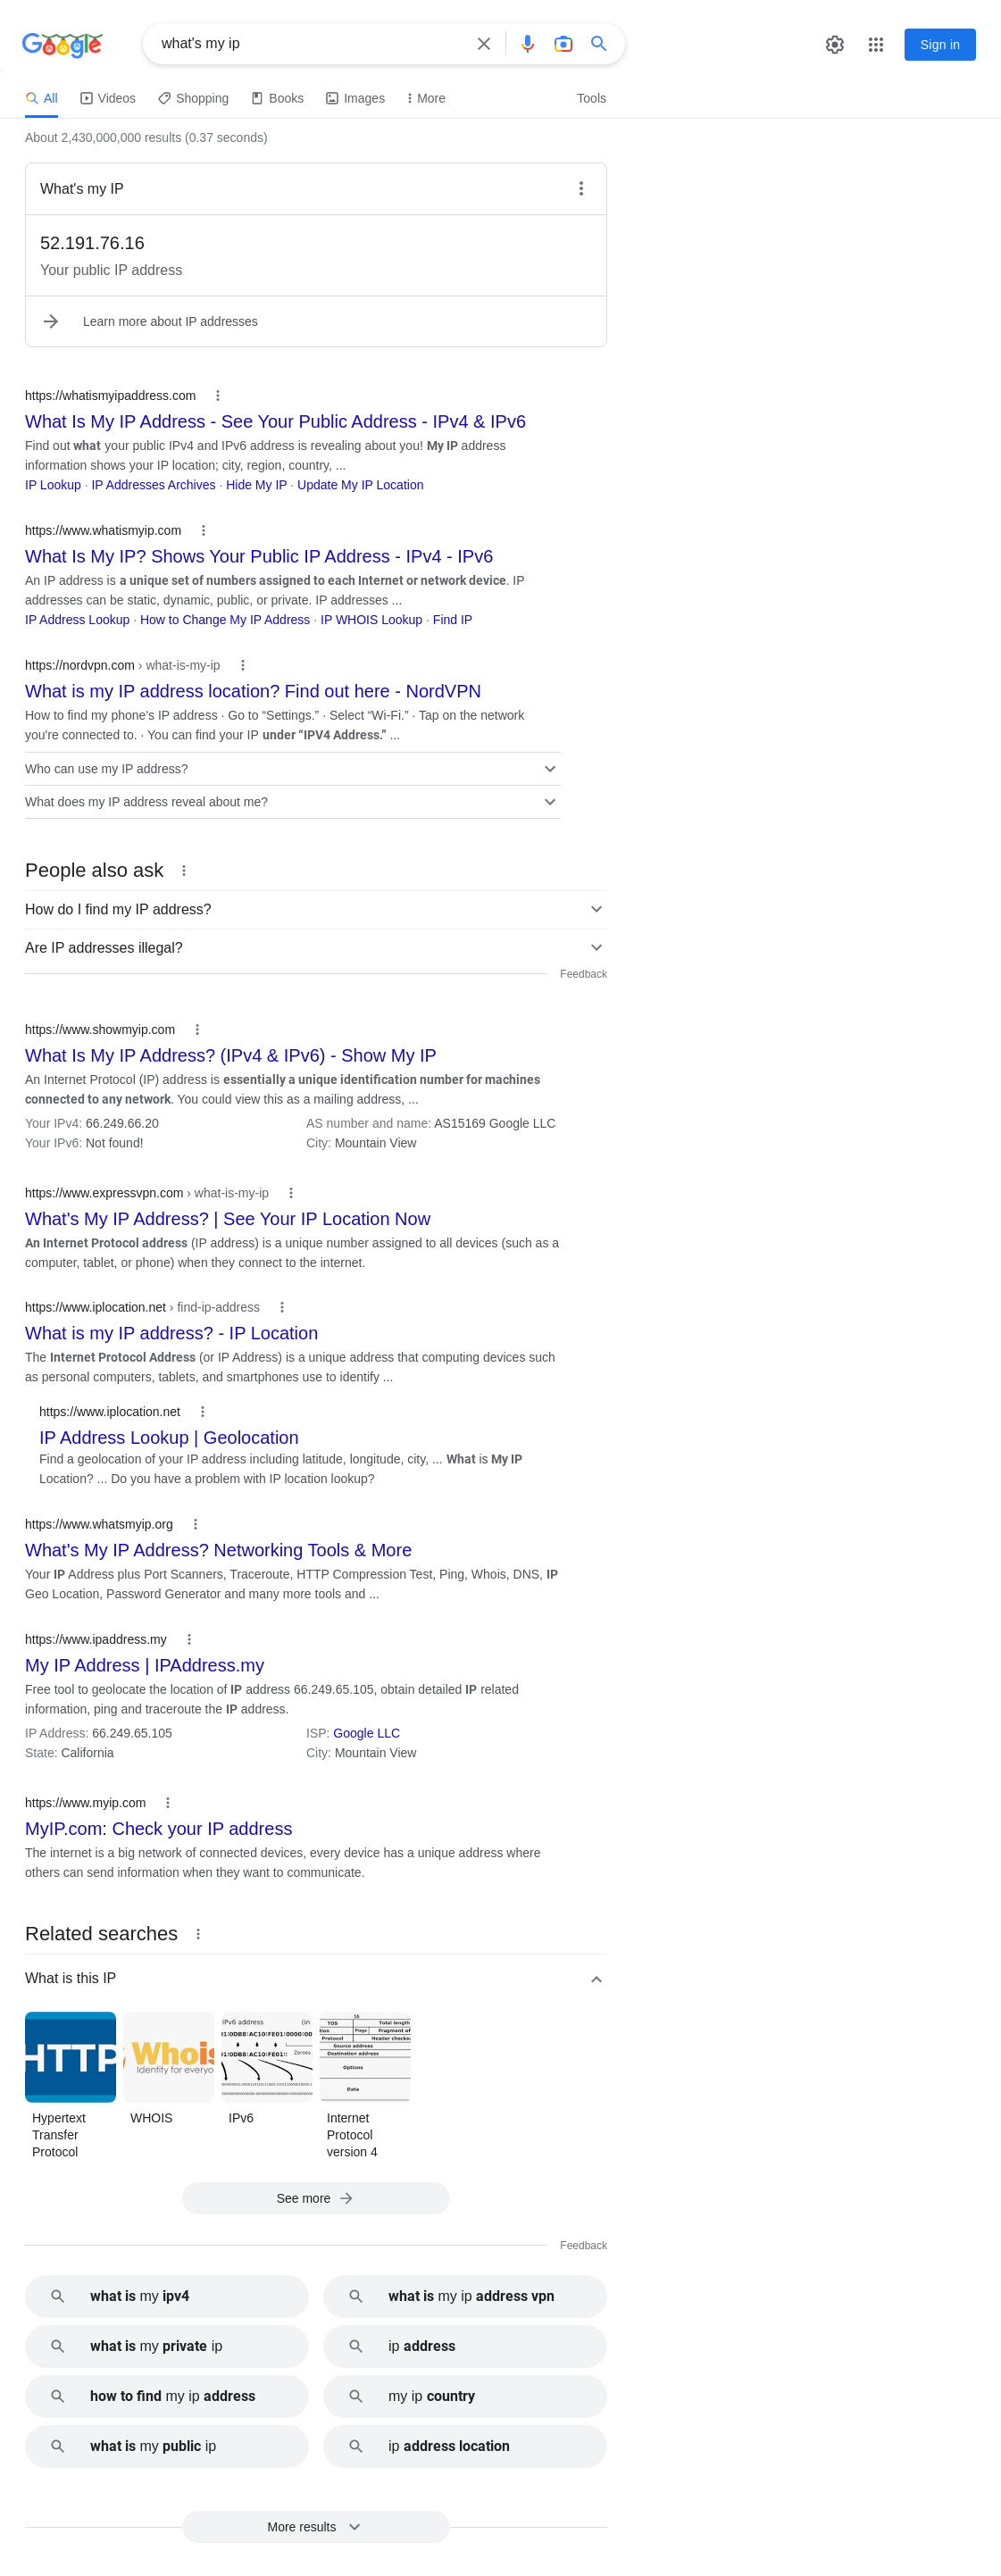 Google
what's my ip
Sign in
All
Videos
Shopping
Books
Images
More
Tools
About 2,430,000,000 results (0.37 seconds)
What's my IP
52.191.76.16
Your public IP address
Learn more about IP addresses
https://whatismyipaddress.com
What Is My IP Address - See Your Public Address - IPv4 & IPv6
Find out what your public IPv4 and IPv6 address is revealing about you! My IP address
information shows your IP location; city, region, country, ...
IP Lookup · IP Addresses Archives · Hide My IP · Update My IP Location
https://www.whatismyip.com
What Is My IP? Shows Your Public IP Address - IPv4 - IPv6
An IP address is a unique set of numbers assigned to each Internet or network device. IP
addresses can be static, dynamic, public, or private. IP addresses ...
IP Address Lookup · How to Change My IP Address · IP WHOIS Lookup · Find IP
https://nordvpn.com › what-is-my-ip
What is my IP address location? Find out here - NordVPN
How to find my phone's IP address · Go to “Settings.” · Select “Wi-Fi.” · Tap on the network
you're connected to. · You can find your IP under “IPV4 Address.” ...
Who can use my IP address?
What does my IP address reveal about me?
People also ask
How do I find my IP address?
Are IP addresses illegal?
Feedback
https://www.showmyip.com
What Is My IP Address? (IPv4 & IPv6) - Show My IP
An Internet Protocol (IP) address is essentially a unique identification number for machines
connected to any network. You could view this as a mailing address, ...
Your IPv4: 66.249.66.20
AS number and name: AS15169 Google LLC
Your IPv6: Not found!
City: Mountain View
https://www.expressvpn.com › what-is-my-ip
What's My IP Address? | See Your IP Location Now
An Internet Protocol address (IP address) is a unique number assigned to all devices (such as a
computer, tablet, or phone) when they connect to the internet.
https://www.iplocation.net › find-ip-address
What is my IP address? - IP Location
The Internet Protocol Address (or IP Address) is a unique address that computing devices such
as personal computers, tablets, and smartphones use to identify ...
https://www.iplocation.net
IP Address Lookup | Geolocation
Find a geolocation of your IP address including latitude, longitude, city, ... What is My IP
Location? ... Do you have a problem with IP location lookup?
https://www.whatsmyip.org
What's My IP Address? Networking Tools & More
Your IP Address plus Port Scanners, Traceroute, HTTP Compression Test, Ping, Whois, DNS, IP
Geo Location, Password Generator and many more tools and ...
https://www.ipaddress.my
My IP Address | IPAddress.my
Free tool to geolocate the location of IP address 66.249.65.105, obtain detailed IP related
information, ping and traceroute the IP address.
IP Address: 66.249.65.105
ISP: Google LLC
State: California
City: Mountain View
https://www.myip.com
MyIP.com: Check your IP address
The internet is a big network of connected devices, every device has a unique address where
others can send information when they want to communicate.
Related searches
What is this IP
HTTP
Whois
Identity for everyo
IPv6 address (in
Zeroes
16
TOS Total length
Flags Fragment of
Protocol Header checksu
Source address
Destination address
Options
Data
Hypertext
Transfer
Protocol
WHOIS
IPv6
Internet
Protocol
version 4
See more
Feedback
what is my ipv4
what is my ip address vpn
what is my private ip
ip address
how to find my ip address
my ip country
what is my public ip
ip address location
More results